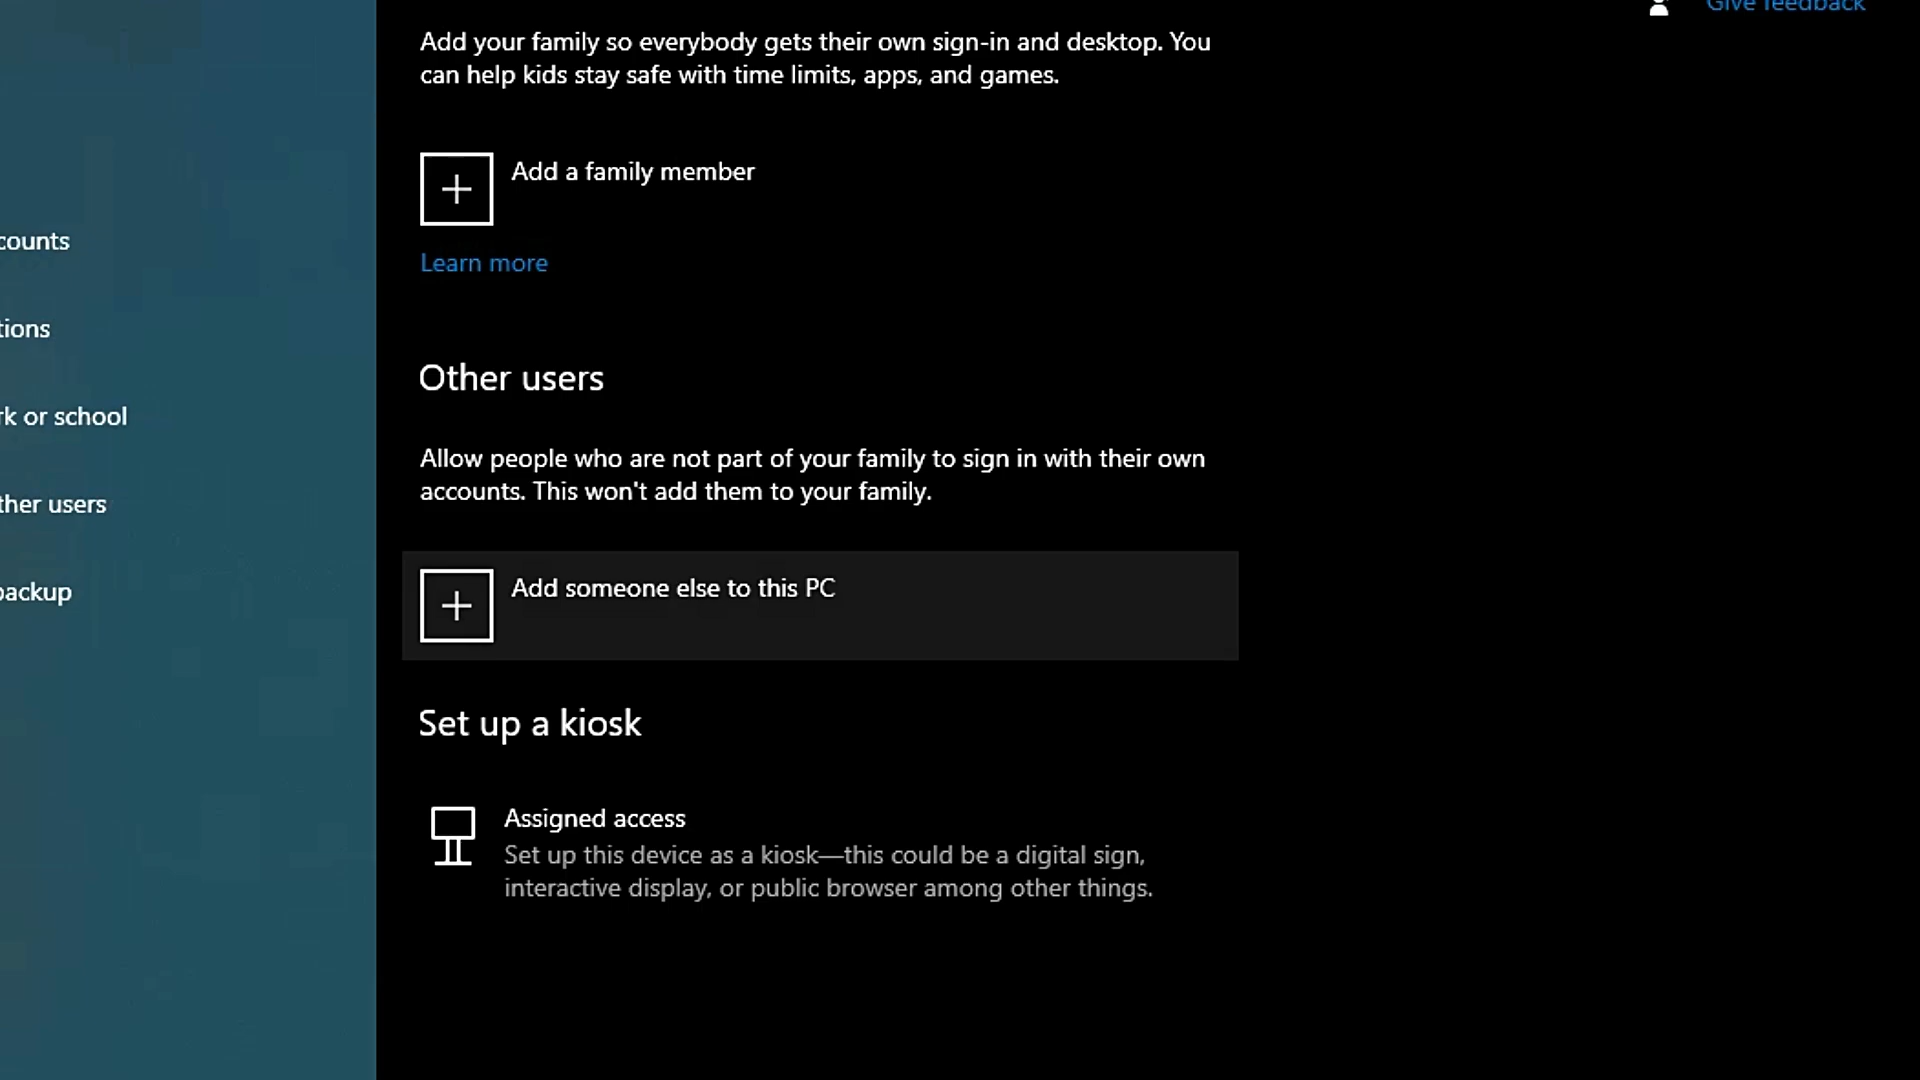 Give feedback
Add your family so everybody gets their own sign-in and desktop. You
can help kids stay safe with time limits, apps, and games.
Add a family member
Learn more
counts
tions
rk or school
ther users
backup
Other users
Allow people who are not part of your family to sign in with their own
accounts. This won't add them to your family.
Add someone else to this PC
Set up a kiosk
Assigned access
Set up this device as a kiosk—this could be a digital sign,
interactive display, or public browser among other things.